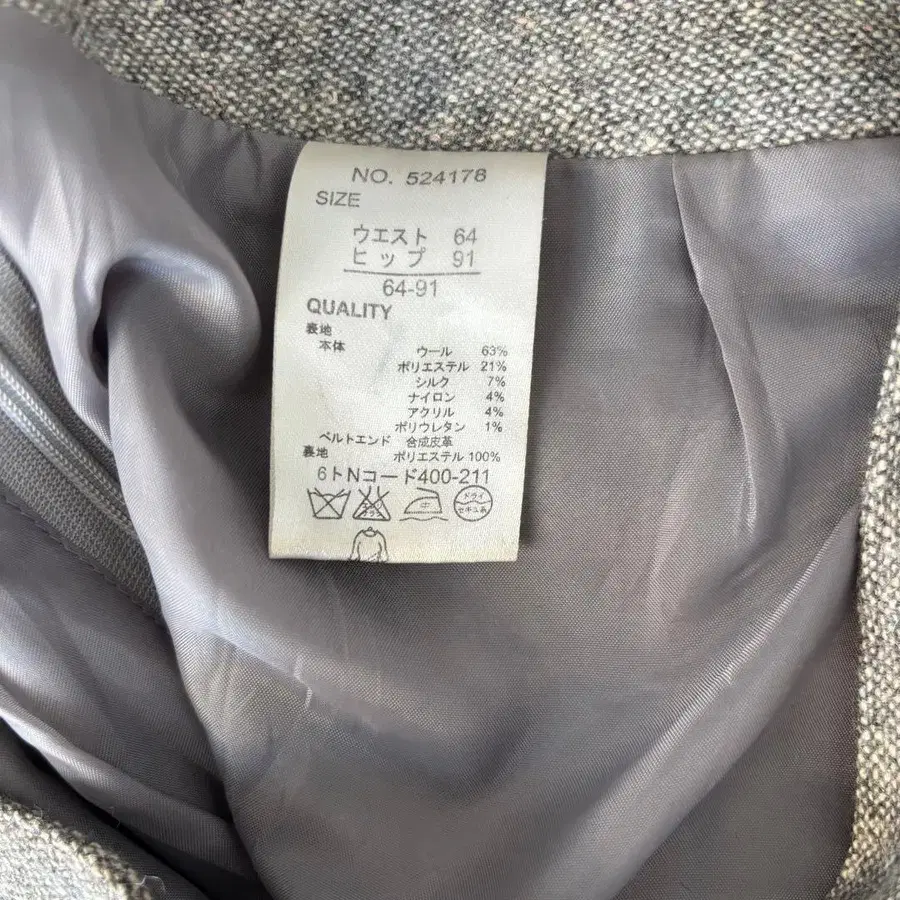 NO. 524178
SIZE
ウエスト 64
ヒップ 91
64-91
QUALITY
表地
本体 ウール 63%
ポリエステル 21%
シルク 7%
ナイロン 4%
アクリル 4%
ポリウレタン 1%
ベルトエンド 合成皮革
裏地 ポリエステル 100%
6トNコード400-211
ドライ
セキユ系